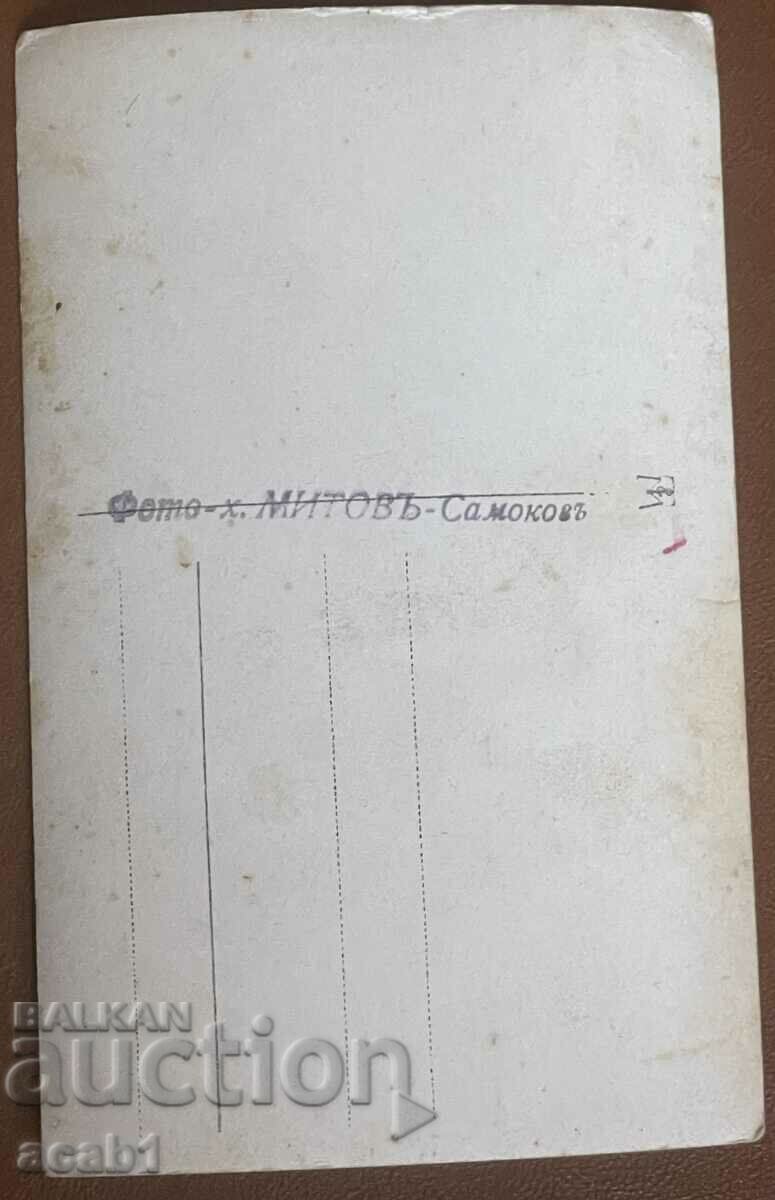 Фото-х. МИТОВЪ-Самоковъ
BALKAN
auction
acab1